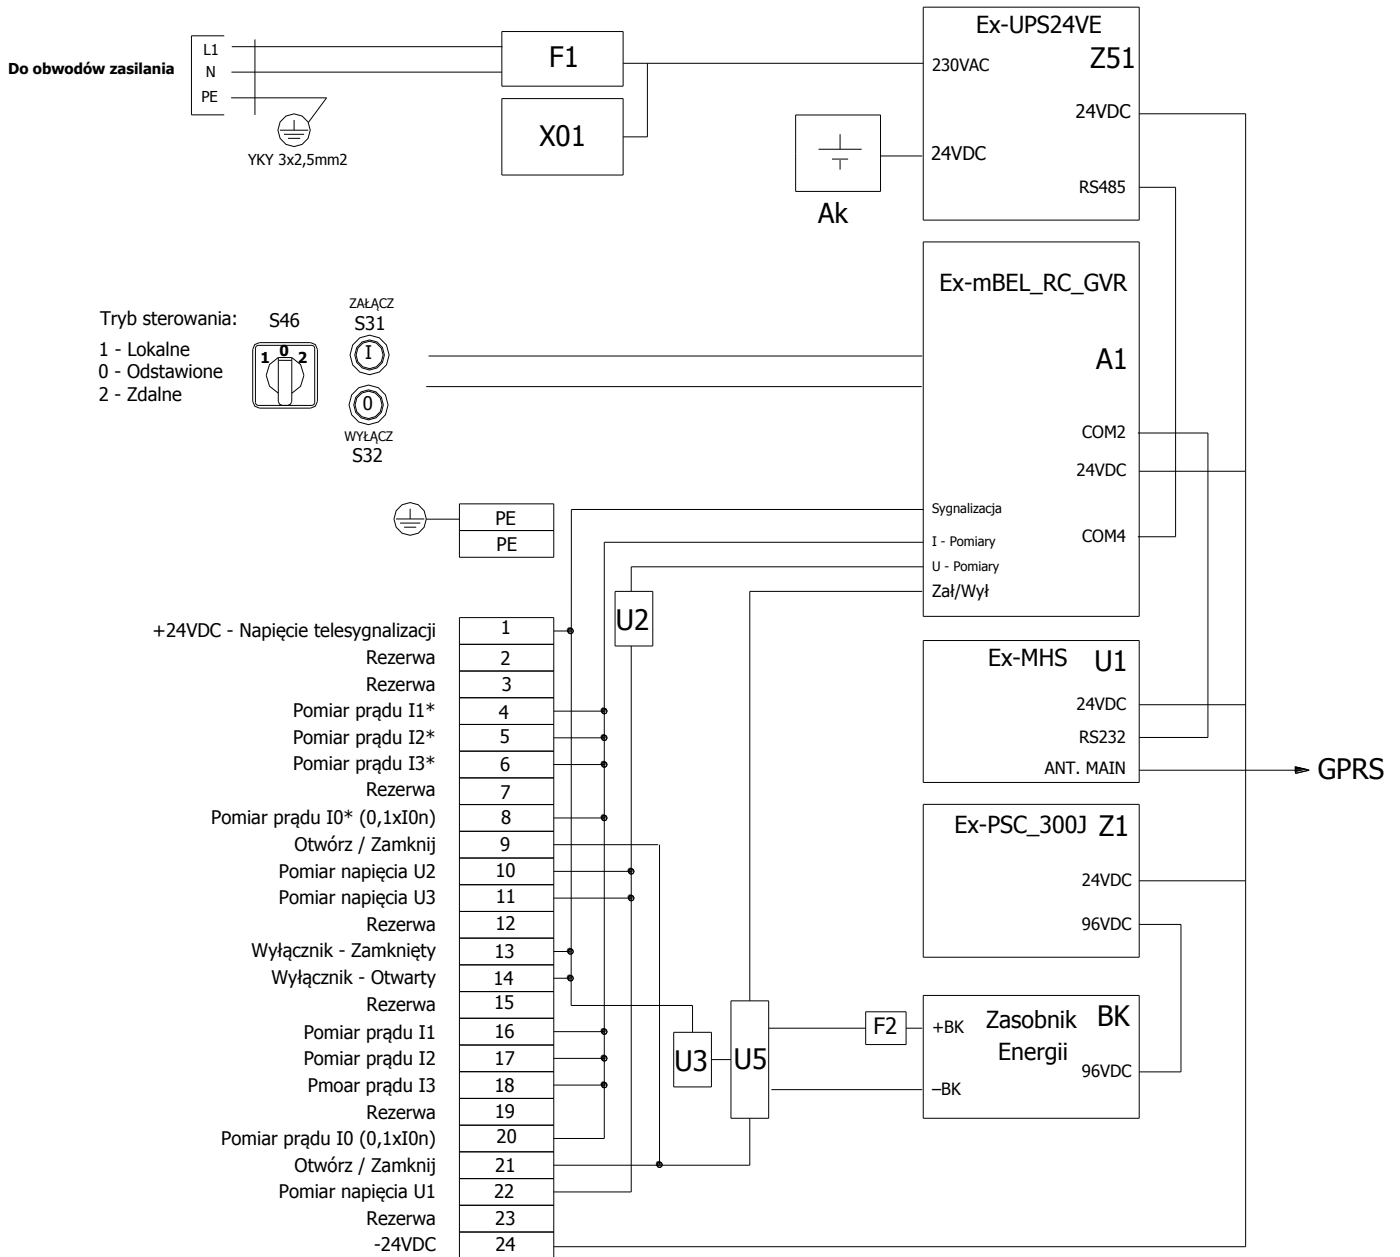 Do obwodów zasilania
L1
N
PE
YKY 3x2,5mm2
F1
X01
Ak
Ex-UPS24VE
Z51
230VAC
24VDC
24VDC
RS485
Tryb sterowania:
1 - Lokalne
0 - Odstawione
2 - Zdalne
S46
1 0 2
ZAŁĄCZ
S31
I
0
WYŁĄCZ
S32
Ex-mBEL_RC_GVR
A1
COM2
24VDC
COM4
Sygnalizacja
I - Pomiary
U - Pomiary
Zał/Wył
PE
PE
U2
+24VDC - Napięcie telesygnalizacji 1
Rezerwa 2
Rezerwa 3
Pomiar prądu I1* 4
Pomiar prądu I2* 5
Pomiar prądu I3* 6
Rezerwa 7
Pomiar prądu I0* (0,1xI0n) 8
Otwórz / Zamknij 9
Pomiar napięcia U2 10
Pomiar napięcia U3 11
Rezerwa 12
Wyłącznik - Zamknięty 13
Wyłącznik - Otwarty 14
Rezerwa 15
Pomiar prądu I1 16
Pomiar prądu I2 17
Pmoar prądu I3 18
Rezerwa 19
Pomiar prądu I0 (0,1xI0n) 20
Otwórz / Zamknij 21
Pomiar napięcia U1 22
Rezerwa 23
-24VDC 24
Ex-MHS U1
24VDC
RS232
ANT. MAIN
GPRS
Ex-PSC_300J Z1
24VDC
96VDC
U3
U5
F2
+BK
Zasobnik
Energii
BK
96VDC
–BK